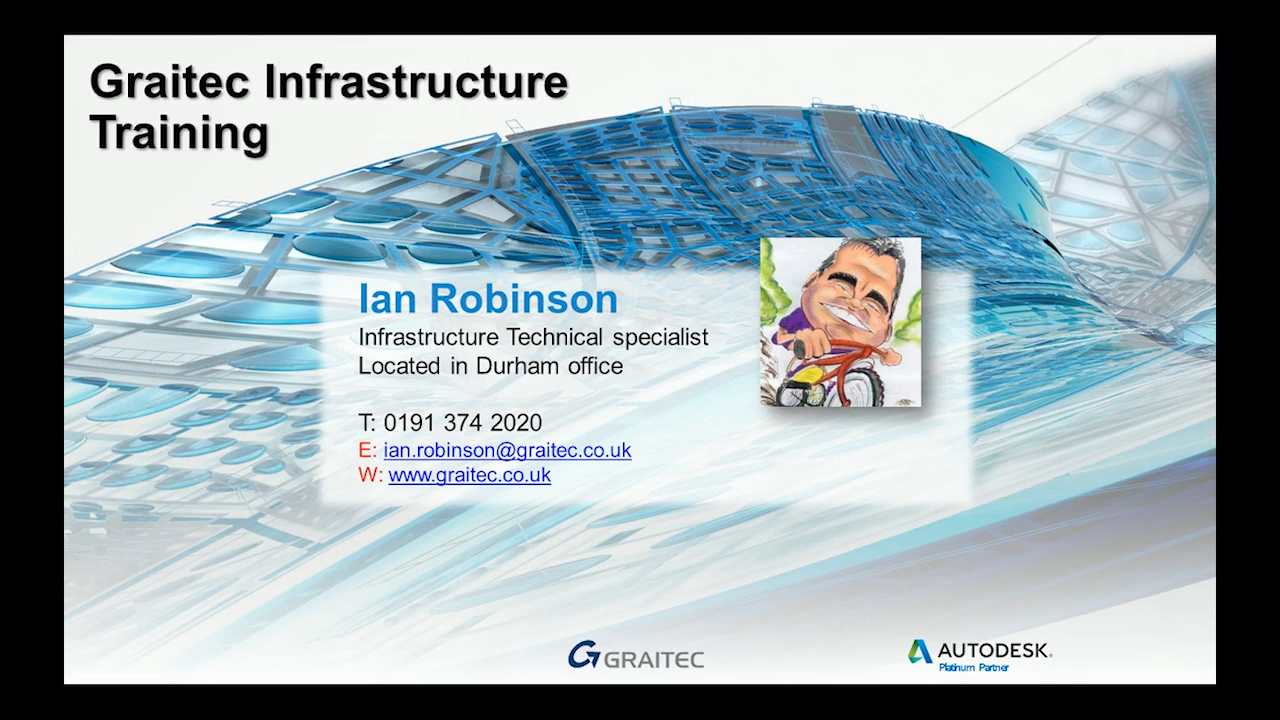 Graitec Infrastructure
Training
Ian Robinson
Infrastructure Technical specialist
Located in Durham office
T: 0191 374 2020
E: ian.robinson@graitec.co.uk
W: www.graitec.co.uk
GRAITEC
AUTODESK®
Platinum Partner